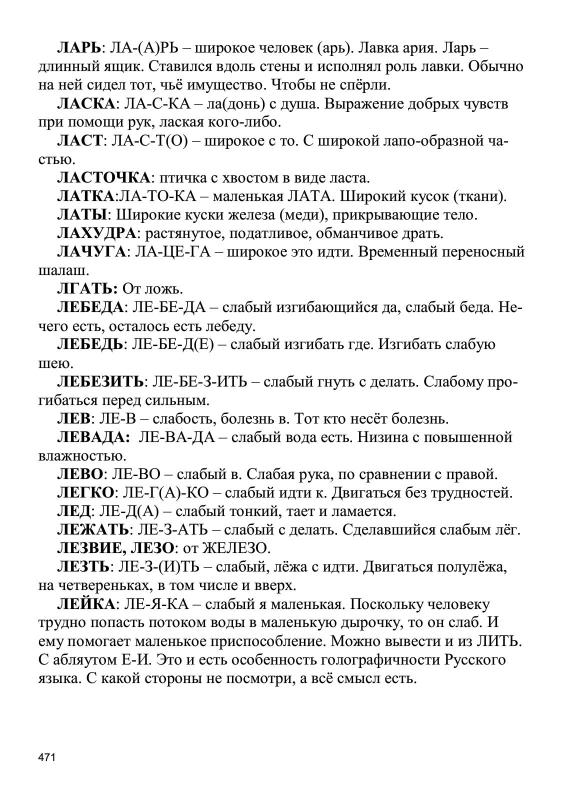 ЛАРЬ: ЛА-(А)РЬ – широкое человек (арь). Лавка ария. Ларь –
длинный ящик. Ставился вдоль стены и исполнял роль лавки. Обычно
на ней сидел тот, чьё имущество. Чтобы не спёрли.
ЛАСКА: ЛА-С-КА – ла(донь) с душа. Выражение добрых чувств
при помощи рук, лаская кого-либо.
ЛАСТ: ЛА-С-Т(О) – широкое с то. С широкой лапо-образной ча-
стью.
ЛАСТОЧКА: птичка с хвостом в виде ласта.
ЛАТКА:ЛА-ТО-КА – маленькая ЛАТА. Широкий кусок (ткани).
ЛАТЫ: Широкие куски железа (меди), прикрывающие тело.
ЛАХУДРА: растянутое, податливое, обманчивое драть.
ЛАЧУГА: ЛА-ЦЕ-ГА – широкое это идти. Временный переносный
шалаш.
ЛГАТЬ: От ложь.
ЛЕБЕДА: ЛЕ-БЕ-ДА – слабый изгибающийся да, слабый беда. Не-
чего есть, осталось есть лебеду.
ЛЕБЕДЬ: ЛЕ-БЕ-Д(Е) – слабый изгибать где. Изгибать слабую
шею.
ЛЕБЕЗИТЬ: ЛЕ-БЕ-З-ИТЬ – слабый гнуть с делать. Слабому про-
гибаться перед сильным.
ЛЕВ: ЛЕ-В – слабость, болезнь в. Тот кто несёт болезнь.
ЛЕВАДА: ЛЕ-ВА-ДА – слабый вода есть. Низина с повышенной
влажностью.
ЛЕВО: ЛЕ-ВО – слабый в. Слабая рука, по сравнении с правой.
ЛЕГКО: ЛЕ-Г(А)-КО – слабый идти к. Двигаться без трудностей.
ЛЕД: ЛЕ-Д(А) – слабый тонкий, тает и ламается.
ЛЕЖАТЬ: ЛЕ-З-АТЬ – слабый с делать. Сделавшийся слабым лёг.
ЛЕЗВИЕ, ЛЕЗО: от ЖЕЛЕЗО.
ЛЕЗТЬ: ЛЕ-З-(И)ТЬ – слабый, лёжа с идти. Двигаться полулёжа,
на четвереньках, в том числе и вверх.
ЛЕЙКА: ЛЕ-Я-КА – слабый я маленькая. Поскольку человеку
трудно попасть потоком воды в маленькую дырочку, то он слаб. И
ему помогает маленькое приспособление. Можно вывести и из ЛИТЬ.
С абляутом Е-И. Это и есть особенность голографичности Русского
языка. С какой стороны не посмотри, а всё смысл есть.
471